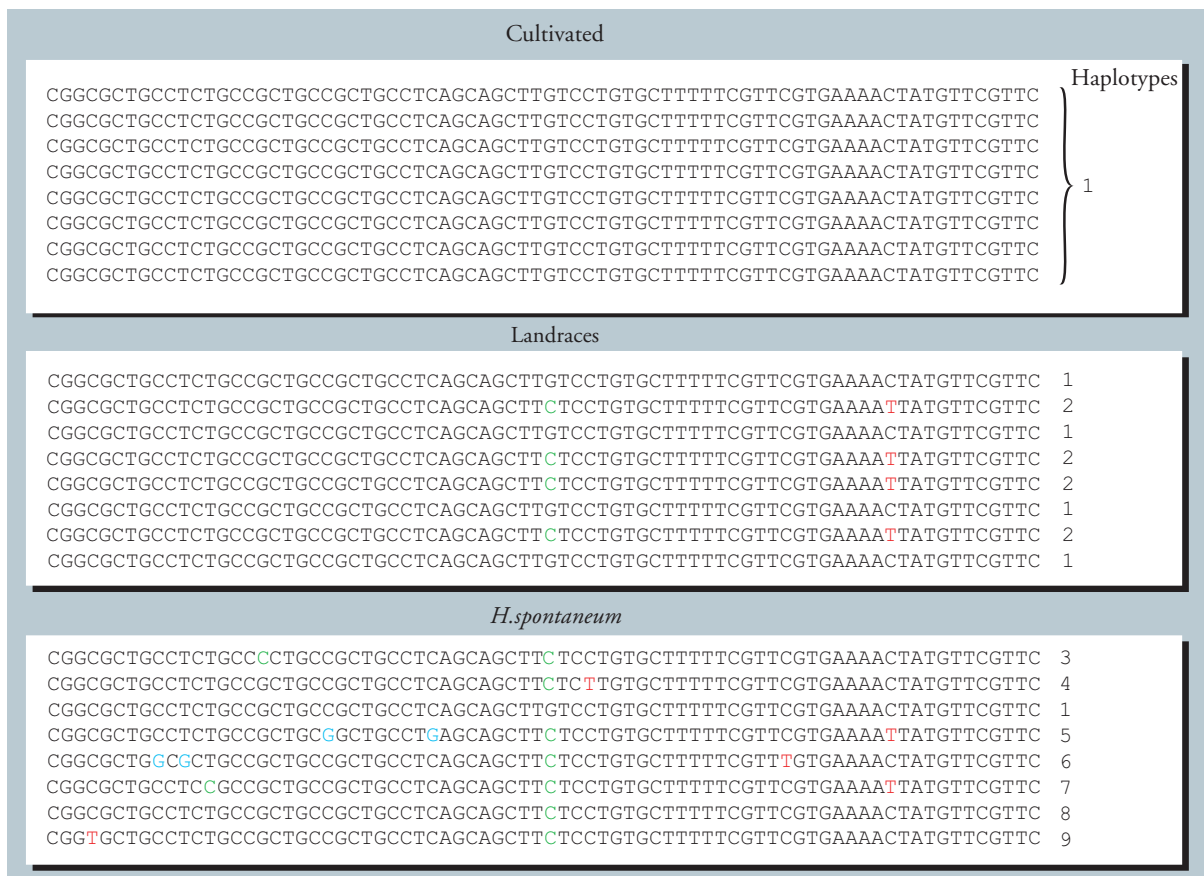 Cultivated
Haplotypes
CGGCGCTGCCTCTGCCGCTGCCGCTGCCTCAGCAGCTTGTCCTGTGCTTTTTCGTTCGTGAAAACTATGTTCGTTC
CGGCGCTGCCTCTGCCGCTGCCGCTGCCTCAGCAGCTTGTCCTGTGCTTTTTCGTTCGTGAAAACTATGTTCGTTC
CGGCGCTGCCTCTGCCGCTGCCGCTGCCTCAGCAGCTTGTCCTGTGCTTTTTCGTTCGTGAAAACTATGTTCGTTC
CGGCGCTGCCTCTGCCGCTGCCGCTGCCTCAGCAGCTTGTCCTGTGCTTTTTCGTTCGTGAAAACTATGTTCGTTC
CGGCGCTGCCTCTGCCGCTGCCGCTGCCTCAGCAGCTTGTCCTGTGCTTTTTCGTTCGTGAAAACTATGTTCGTTC
CGGCGCTGCCTCTGCCGCTGCCGCTGCCTCAGCAGCTTGTCCTGTGCTTTTTCGTTCGTGAAAACTATGTTCGTTC
CGGCGCTGCCTCTGCCGCTGCCGCTGCCTCAGCAGCTTGTCCTGTGCTTTTTCGTTCGTGAAAACTATGTTCGTTC
CGGCGCTGCCTCTGCCGCTGCCGCTGCCTCAGCAGCTTGTCCTGTGCTTTTTCGTTCGTGAAAACTATGTTCGTTC
1
Landraces
CGGCGCTGCCTCTGCCGCTGCCGCTGCCTCAGCAGCTTGTCCTGTGCTTTTTCGTTCGTGAAAACTATGTTCGTTC 1
CGGCGCTGCCTCTGCCGCTGCCGCTGCCTCAGCAGCTTCTCCTGTGCTTTTTCGTTCGTGAAAATTATGTTCGTTC 2
CGGCGCTGCCTCTGCCGCTGCCGCTGCCTCAGCAGCTTGTCCTGTGCTTTTTCGTTCGTGAAAACTATGTTCGTTC 1
CGGCGCTGCCTCTGCCGCTGCCGCTGCCTCAGCAGCTTCTCCTGTGCTTTTTCGTTCGTGAAAATTATGTTCGTTC 2
CGGCGCTGCCTCTGCCGCTGCCGCTGCCTCAGCAGCTTCTCCTGTGCTTTTTCGTTCGTGAAAATTATGTTCGTTC 2
CGGCGCTGCCTCTGCCGCTGCCGCTGCCTCAGCAGCTTGTCCTGTGCTTTTTCGTTCGTGAAAACTATGTTCGTTC 1
CGGCGCTGCCTCTGCCGCTGCCGCTGCCTCAGCAGCTTCTCCTGTGCTTTTTCGTTCGTGAAAATTATGTTCGTTC 2
CGGCGCTGCCTCTGCCGCTGCCGCTGCCTCAGCAGCTTGTCCTGTGCTTTTTCGTTCGTGAAAACTATGTTCGTTC 1
H.spontaneum
CGGCGCTGCCTCTGCCCCTGCCGCTGCCTCAGCAGCTTCTCCTGTGCTTTTTCGTTCGTGAAAACTATGTTCGTTC 3
CGGCGCTGCCTCTGCCGCTGCCGCTGCCTCAGCAGCTTCTCTTGTGCTTTTTCGTTCGTGAAAACTATGTTCGTTC 4
CGGCGCTGCCTCTGCCGCTGCCGCTGCCTCAGCAGCTTGTCCTGTGCTTTTTCGTTCGTGAAAACTATGTTCGTTC 1
CGGCGCTGCCTCTGCCGCTGCGGCTGCCTGAGCAGCTTCTCCTGTGCTTTTTCGTTCGTGAAAATTATGTTCGTTC 5
CGGCGCTGGCGCTGCCGCTGCCGCTGCCTCAGCAGCTTCTCCTGTGCTTTTTCGTTTGTGAAAACTATGTTCGTTC 6
CGGCGCTGCCTCCGCCGCTGCCGCTGCCTCAGCAGCTTCTCCTGTGCTTTTTCGTTCGTGAAAATTATGTTCGTTC 7
CGGCGCTGCCTCTGCCGCTGCCGCTGCCTCAGCAGCTTCTCCTGTGCTTTTTCGTTCGTGAAAACTATGTTCGTTC 8
CGGTGCTGCCTCTGCCGCTGCCGCTGCCTCAGCAGCTTCTCCTGTGCTTTTTCGTTCGTGAAAACTATGTTCGTTC 9